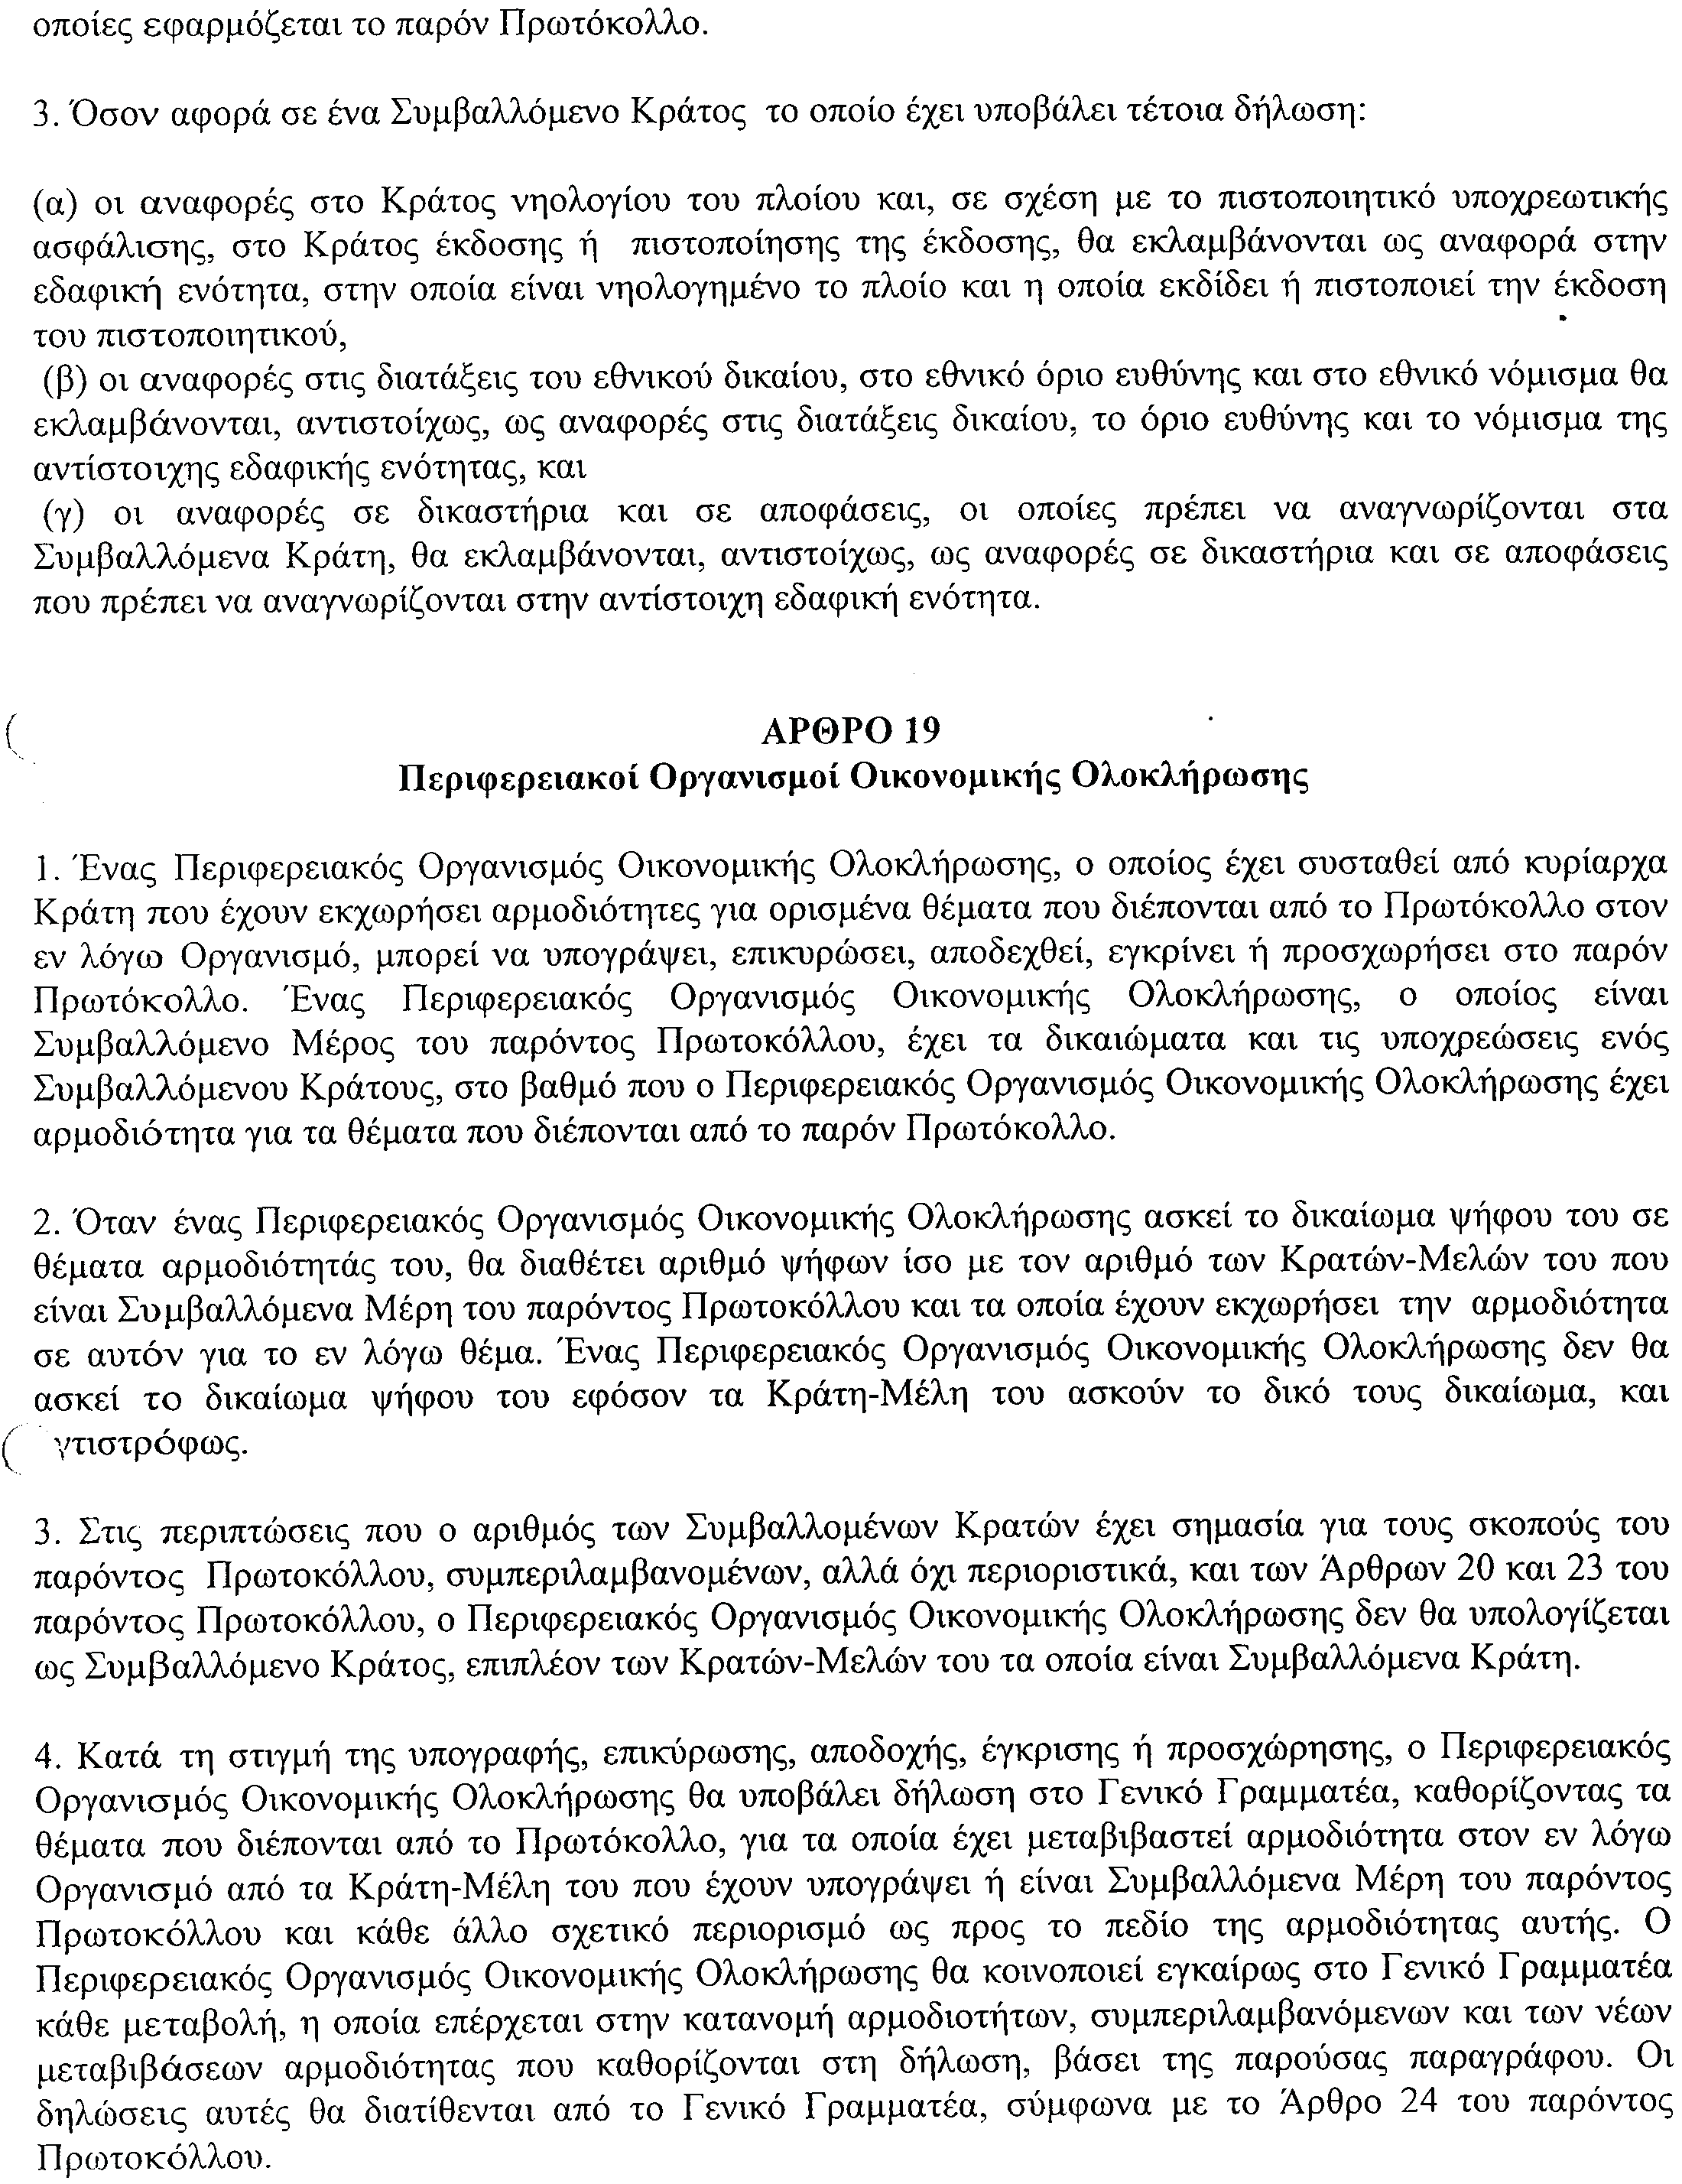 οποίες εφαρμόζεται το παρόν Πρωτόκολλο.
3. Όσον αφορά σε ένα Συμβαλλόμενο Κράτος το οποίο έχει υποβάλει τέτοια δήλωση:
(α) οι αναφορές στο Κράτος νηολογίου του πλοίου και, σε σχέση με το πιστοποιητικό υποχρεωτικής
ασφάλισης, στο Κράτος έκδοσης ή πιστοποίησης της έκδοσης, θα εκλαμβάνονται ως αναφορά στην
εδαφική ενότητα, στην οποία είναι νηολογημένο το πλοίο και η οποία εκδίδει ή πιστοποιεί την έκδοση
του πιστοποιητικού,
(β) οι αναφορές στις διατάξεις του εθνικού δικαίου, στο εθνικό όριο ευθύνης και στο εθνικό νόμισμα θα
εκλαμβάνονται, αντιστοίχως, ως αναφορές στις διατάξεις δικαίου, το όριο ευθύνης και το νόμισμα της
αντίστοιχης εδαφικής ενότητας, και
(γ) οι αναφορές σε δικαστήρια και σε αποφάσεις, οι οποίες πρέπει να αναγνωρίζονται στα
Συμβαλλόμενα Κράτη, θα εκλαμβάνονται, αντιστοίχως, ως αναφορές σε δικαστήρια και σε αποφάσεις
που πρέπει να αναγνωρίζονται στην αντίστοιχη εδαφική ενότητα.
ΑΡΘΡΟ 19
Περιφερειακοί Οργανισμοί Οικονομικής Ολοκλήρωσης
1. Ένας Περιφερειακός Οργανισμός Οικονομικής Ολοκλήρωσης, ο οποίος έχει συσταθεί από κυρίαρχα
Κράτη που έχουν εκχωρήσει αρμοδιότητες για ορισμένα θέματα που διέπονται από το Πρωτόκολλο στον
εν λόγω Οργανισμό, μπορεί να υπογράψει, επικυρώσει, αποδεχθεί, εγκρίνει ή προσχωρήσει στο παρόν
Πρωτόκολλο. Ένας Περιφερειακός Οργανισμός Οικονομικής Ολοκλήρωσης, ο οποίος είναι
Συμβαλλόμενο Μέρος του παρόντος Πρωτοκόλλου, έχει τα δικαιώματα και τις υποχρεώσεις ενός
Συμβαλλόμενου Κράτους, στο βαθμό που ο Περιφερειακός Οργανισμός Οικονομικής Ολοκλήρωσης έχει
αρμοδιότητα για τα θέματα που διέπονται από το παρόν Πρωτόκολλο.
2. Όταν ένας Περιφερειακός Οργανισμός Οικονομικής Ολοκλήρωσης ασκεί το δικαίωμα ψήφου του σε
θέματα αρμοδιότητάς του, θα διαθέτει αριθμό ψήφων ίσο με τον αριθμό των Κρατών-Μελών του που
είναι Συμβαλλόμενα Μέρη του παρόντος Πρωτοκόλλου και τα οποία έχουν εκχωρήσει την αρμοδιότητα
σε αυτόν για το εν λόγω θέμα. Ένας Περιφερειακός Οργανισμός Οικονομικής Ολοκλήρωσης δεν θα
ασκεί το δικαίωμα ψήφου του εφόσον τα Κράτη-Μέλη του ασκούν το δικό τους δικαίωμα, και
ντιστρόφως.
3. Στις περιπτώσεις που ο αριθμός των Συμβαλλομένων Κρατών έχει σημασία για τους σκοπούς του
παρόντος Πρωτοκόλλου, συμπεριλαμβανομένων, αλλά όχι περιοριστικά, και των Άρθρων 20 και 23 του
παρόντος Πρωτοκόλλου, ο Περιφερειακός Οργανισμός Οικονομικής Ολοκλήρωσης δεν θα υπολογίζεται
ως Συμβαλλόμενο Κράτος, επιπλέον των Κρατών-Μελών του τα οποία είναι Συμβαλλόμενα Κράτη.
4. Κατά τη στιγμή της υπογραφής, επικύρωσης, αποδοχής, έγκρισης ή προσχώρησης, ο Περιφερειακός
Οργανισμός Οικονομικής Ολοκλήρωσης θα υποβάλει δήλωση στο Γενικό Γραμματέα, καθορίζοντας τα
θέματα που διέπονται από το Πρωτόκολλο, για τα οποία έχει μεταβιβαστεί αρμοδιότητα στον εν λόγω
Οργανισμό από τα Κράτη-Μέλη του που έχουν υπογράψει ή είναι Συμβαλλόμενα Μέρη του παρόντος
Πρωτοκόλλου και κάθε άλλο σχετικό περιορισμό ως προς το πεδίο της αρμοδιότητας αυτής. Ο
Περιφερειακός Οργανισμός Οικονομικής Ολοκλήρωσης θα κοινοποιεί εγκαίρως στο Γενικό Γραμματέα
κάθε μεταβολή, η οποία επέρχεται στην κατανομή αρμοδιοτήτων, συμπεριλαμβανόμενων και των νέων
μεταβιβάσεων αρμοδιότητας που καθορίζονται στη δήλωση, βάσει της παρούσας παραγράφου. Οι
δηλώσεις αυτές θα διατίθενται από το Γενικό Γραμματέα, σύμφωνα με το Άρθρο 24 του παρόντος
Πρωτοκόλλου.